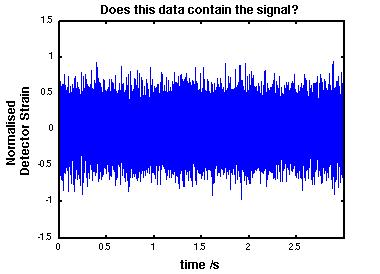 Does this data contain the signal?
1.5
1
0.5
0
-0.5
-1
-1.5
Normalised
Detector Strain
0 0.5 1 1.5 2 2.5
time /s